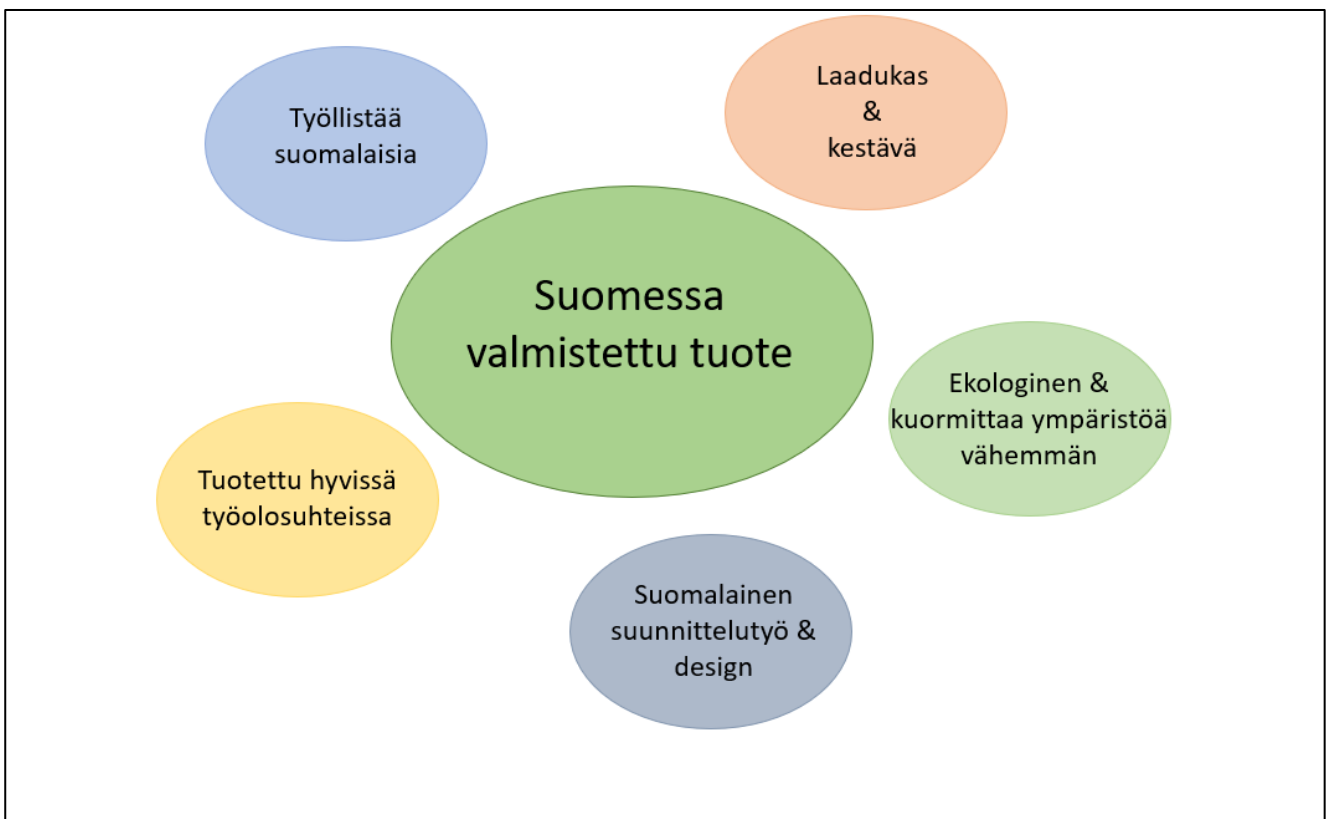 Työllistää
suomalaisia
Laadukas
&
kestävä
Suomessa
valmistettu tuote
Ekologinen &
kuormittaa ympäristöä
vähemmän
Tuotettu hyvissä
työolosuhteissa
Suomalainen
suunnittelutyö &
design